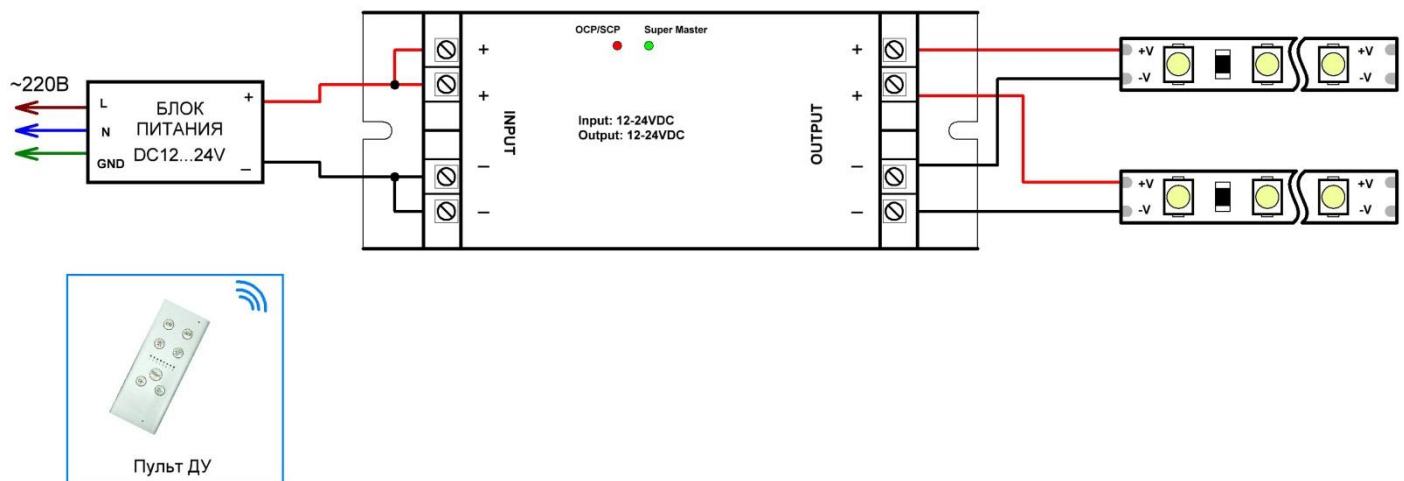 ~220В
L
N
GND
БЛОК
ПИТАНИЯ
DC12...24V
+
–
OCP/SCP Super Master
+
+
–
–
INPUT
Input: 12-24VDC
Output: 12-24VDC
OUTPUT
+
+
–
–
+V +V
-V -V
+V +V
-V -V
Пульт ДУ